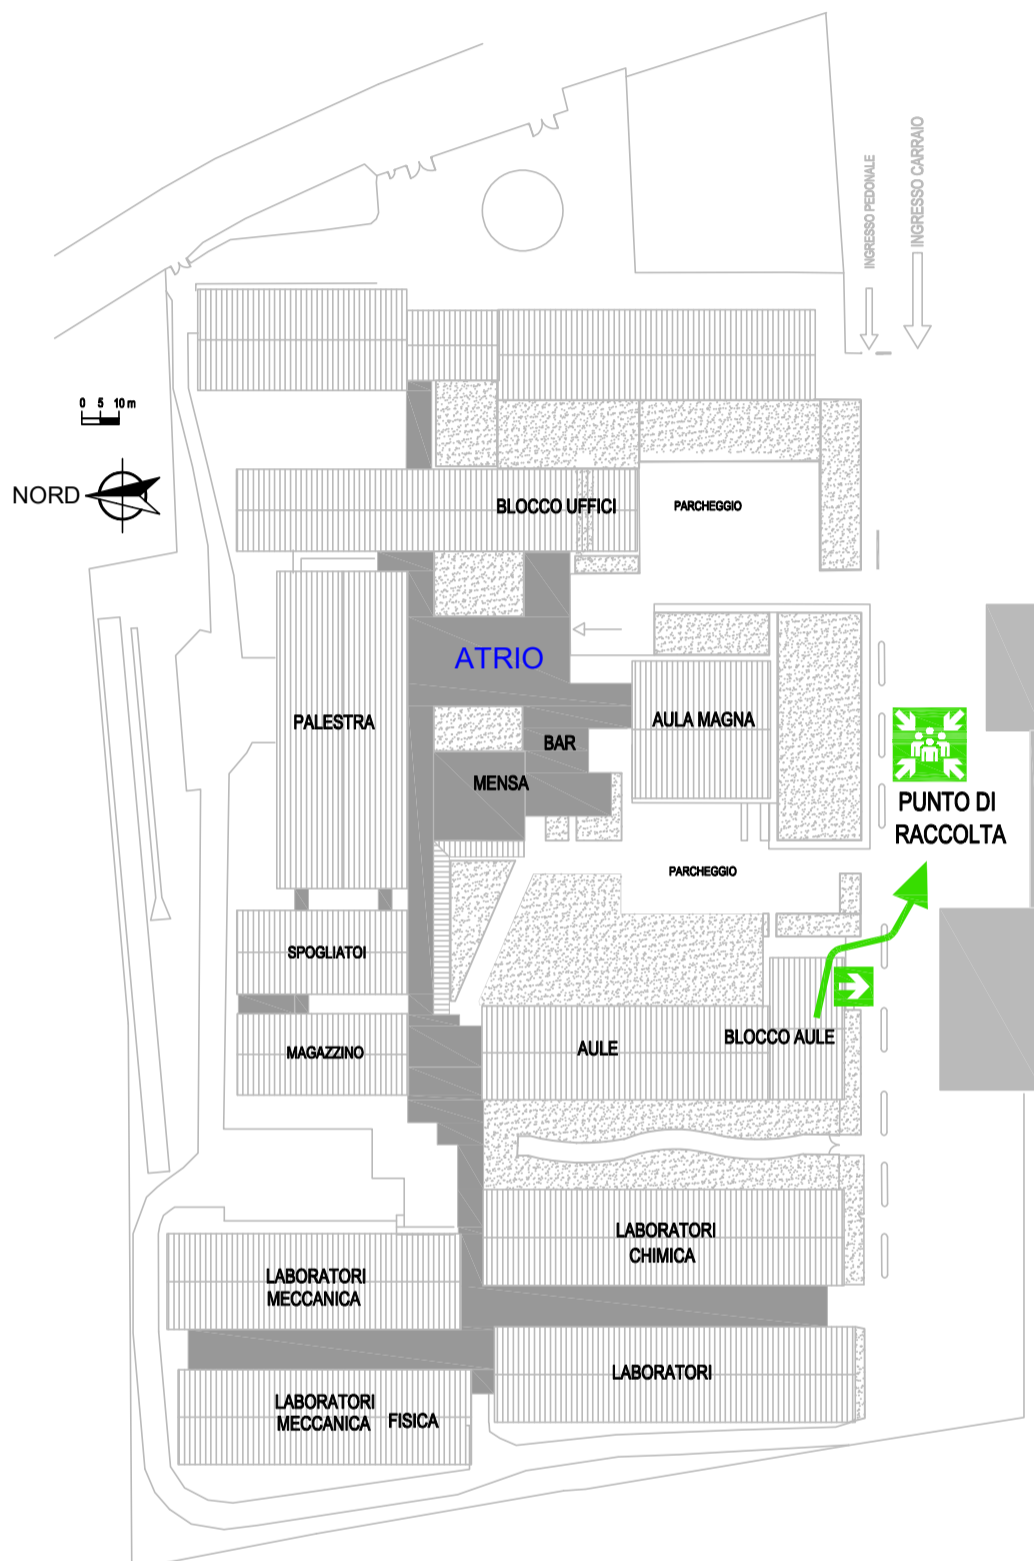 INGRESSO PEDONALE
INGRESSO CARRAIO
0 5 10 m
NORD
BLOCCO UFFICI
PARCHEGGIO
ATRIO
PALESTRA
AULA MAGNA
BAR
MENSA
PUNTO DI
RACCOLTA
PARCHEGGIO
SPOGLIATOI
BLOCCO AULE
AULE
MAGAZZINO
LABORATORI
CHIMICA
LABORATORI
MECCANICA
LABORATORI
LABORATORI
MECCANICA FISICA